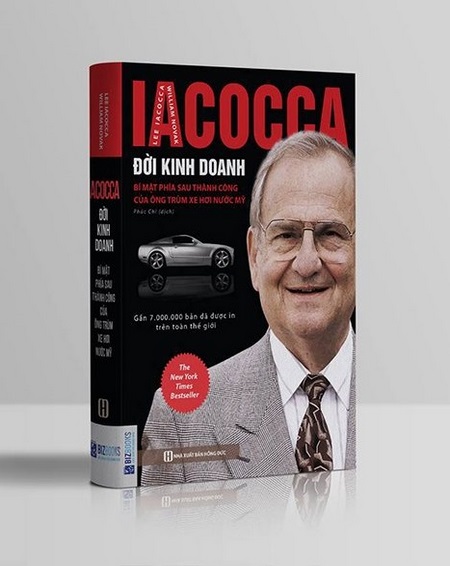 LEE IACOCCA
WILLIAM NOVAK
IACOCCA
ĐỜI
KINH
DOANH
BÍ MẬT
PHÍA SAU
THÀNH CÔNG
CỦA
ÔNG TRÙM
XE HƠI
NƯỚC MỸ
H
BIZBOOKS
IACOCCA
LEE IACOCCA
WILLIAM NOVAK
ĐỜI KINH DOANH
BÍ MẬT PHÍA SAU THÀNH CÔNG
CỦA ÔNG TRÙM XE HƠI NƯỚC MỸ
Phúc Chi (dịch)
Gần 7.000.000 bản đã được in
trên toàn thế giới
The
New York
Times
Bestseller
H NHÀ XUẤT BẢN HỒNG ĐỨC